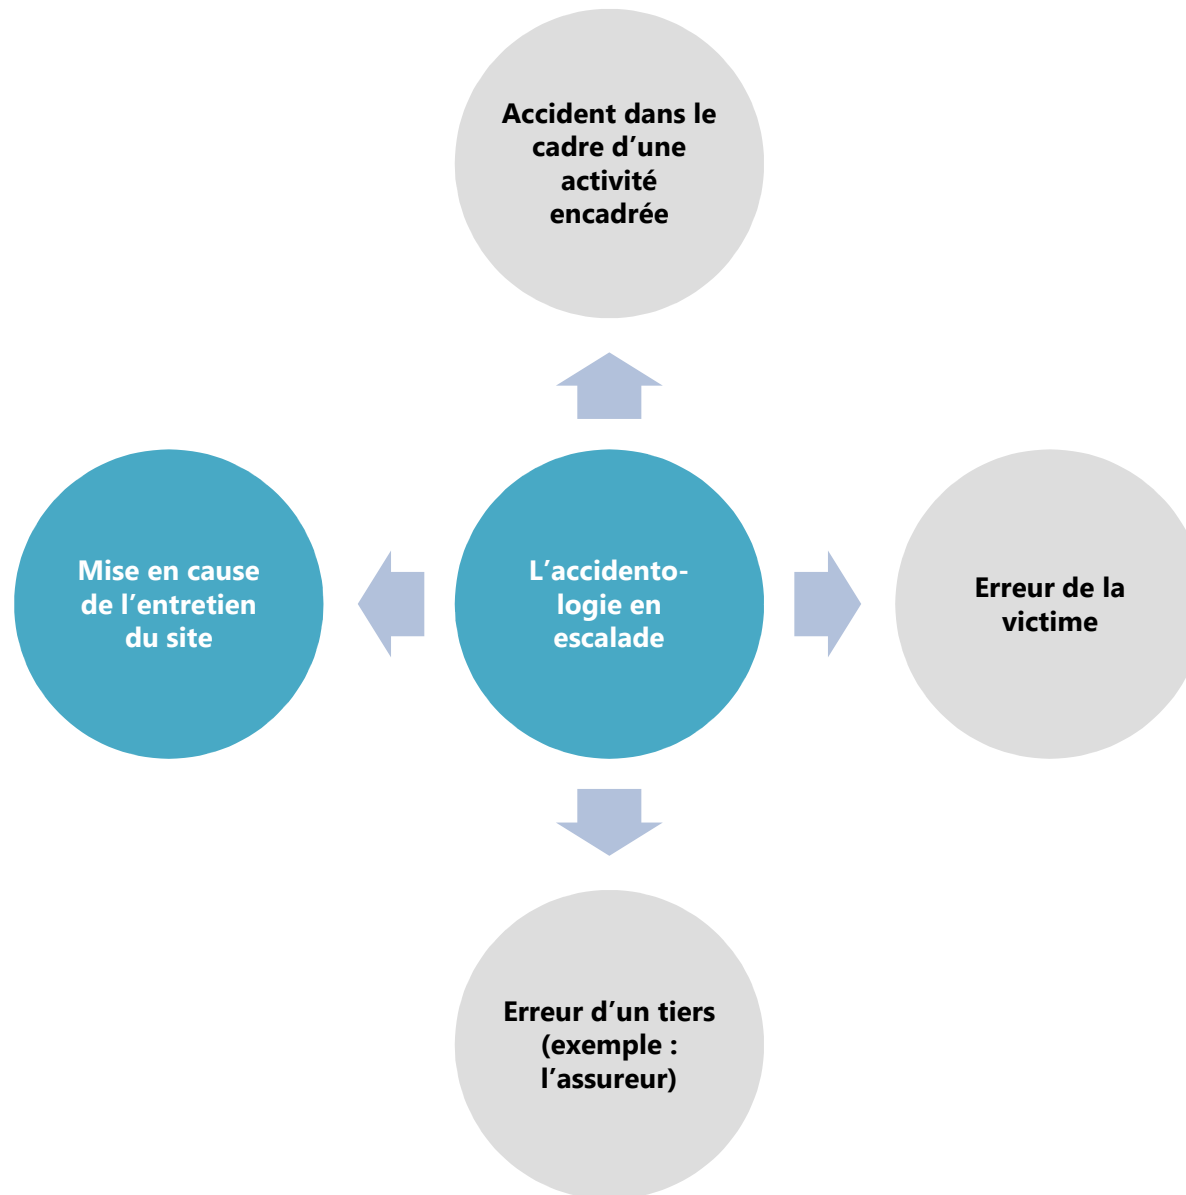 Accident dans le
cadre d’une
activité
encadrée
Mise en cause
de l’entretien
du site
L’accidento-
logie en
escalade
Erreur de la
victime
Erreur d’un tiers
(exemple :
l’assureur)